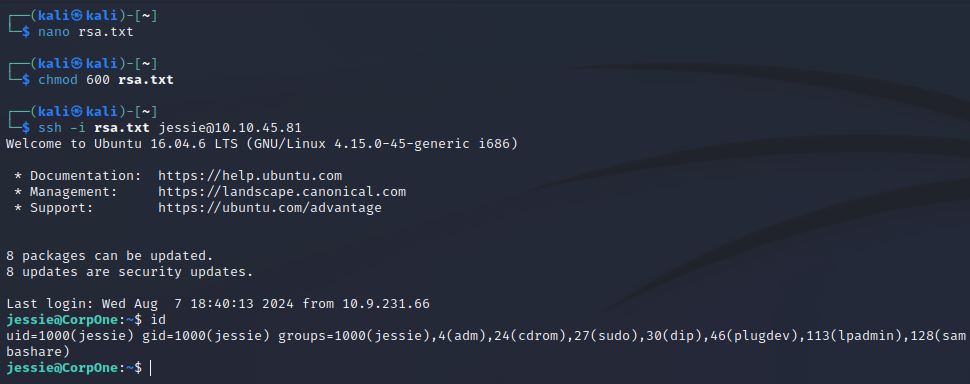 ┌──(kali㉿kali)-[~]
└─$ nano rsa.txt
┌──(kali㉿kali)-[~]
└─$ chmod 600 rsa.txt
┌──(kali㉿kali)-[~]
└─$ ssh -i rsa.txt jessie@10.10.45.81
Welcome to Ubuntu 16.04.6 LTS (GNU/Linux 4.15.0-45-generic i686)
* Documentation:  https://help.ubuntu.com
* Management:     https://landscape.canonical.com
* Support:        https://ubuntu.com/advantage
8 packages can be updated.
8 updates are security updates.
Last login: Wed Aug  7 18:40:13 2024 from 10.9.231.66
jessie@CorpOne:~$ id
uid=1000(jessie) gid=1000(jessie) groups=1000(jessie),4(adm),24(cdrom),27(sudo),30(dip),46(plugdev),113(lpadmin),128(sam
bashare)
jessie@CorpOne:~$